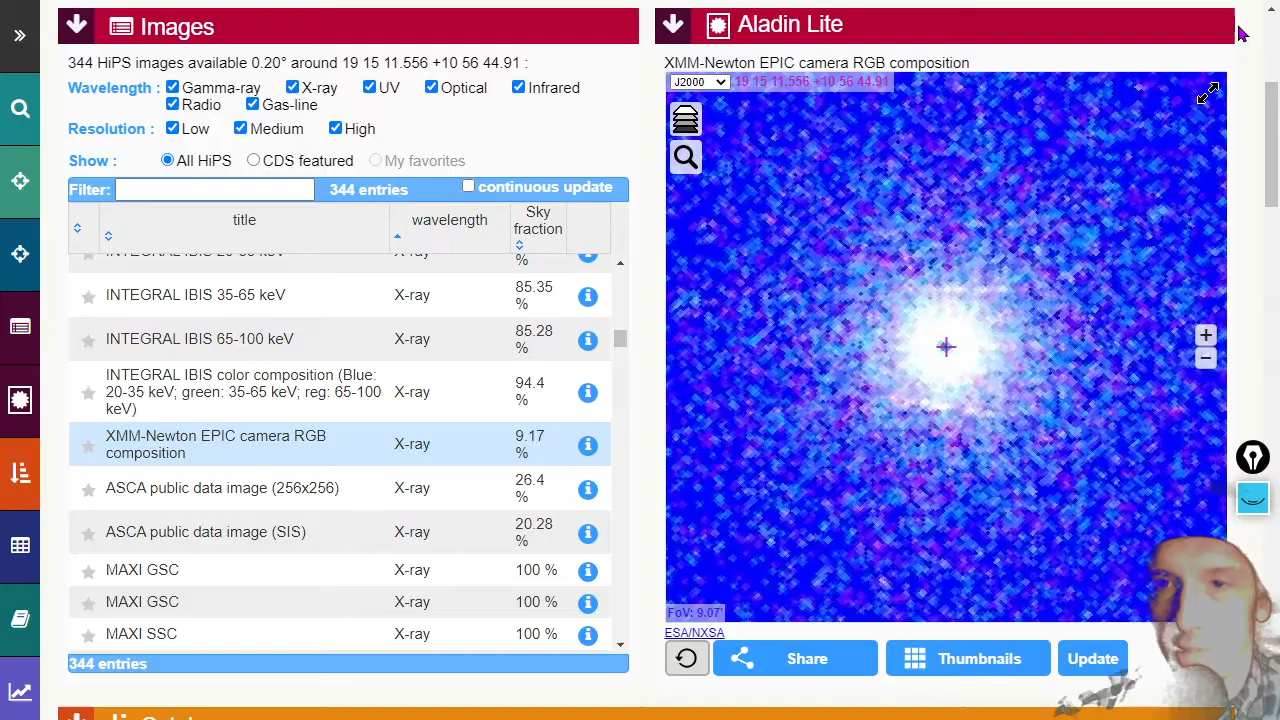 Images
344 HiPS images available 0.20° around 19 15 11.556 +10 56 44.91 :
Wavelength : Gamma-ray X-ray UV Optical Infrared
Radio Gas-line
Resolution : Low Medium High
Show : All HiPS CDS featured My favorites
Filter: 344 entries continuous update
title wavelength Sky
fraction
%
INTEGRAL IBIS 35-65 keV X-ray 85.35
%
INTEGRAL IBIS 65-100 keV X-ray 85.28
%
INTEGRAL IBIS color composition (Blue:
20-35 keV; green: 35-65 keV; reg: 65-100
keV) X-ray 94.4
%
XMM-Newton EPIC camera RGB
composition X-ray 9.17
%
ASCA public data image (256x256) X-ray 26.4
%
ASCA public data image (SIS) X-ray 20.28
%
MAXI GSC X-ray 100 %
MAXI GSC X-ray 100 %
MAXI SSC X-ray 100 %
344 entries
Aladin Lite
XMM-Newton EPIC camera RGB composition
J2000 19 15 11.556 +10 56 44.91
+
−
FoV: 9.07'
ESA/NXSA
Share Thumbnails Update